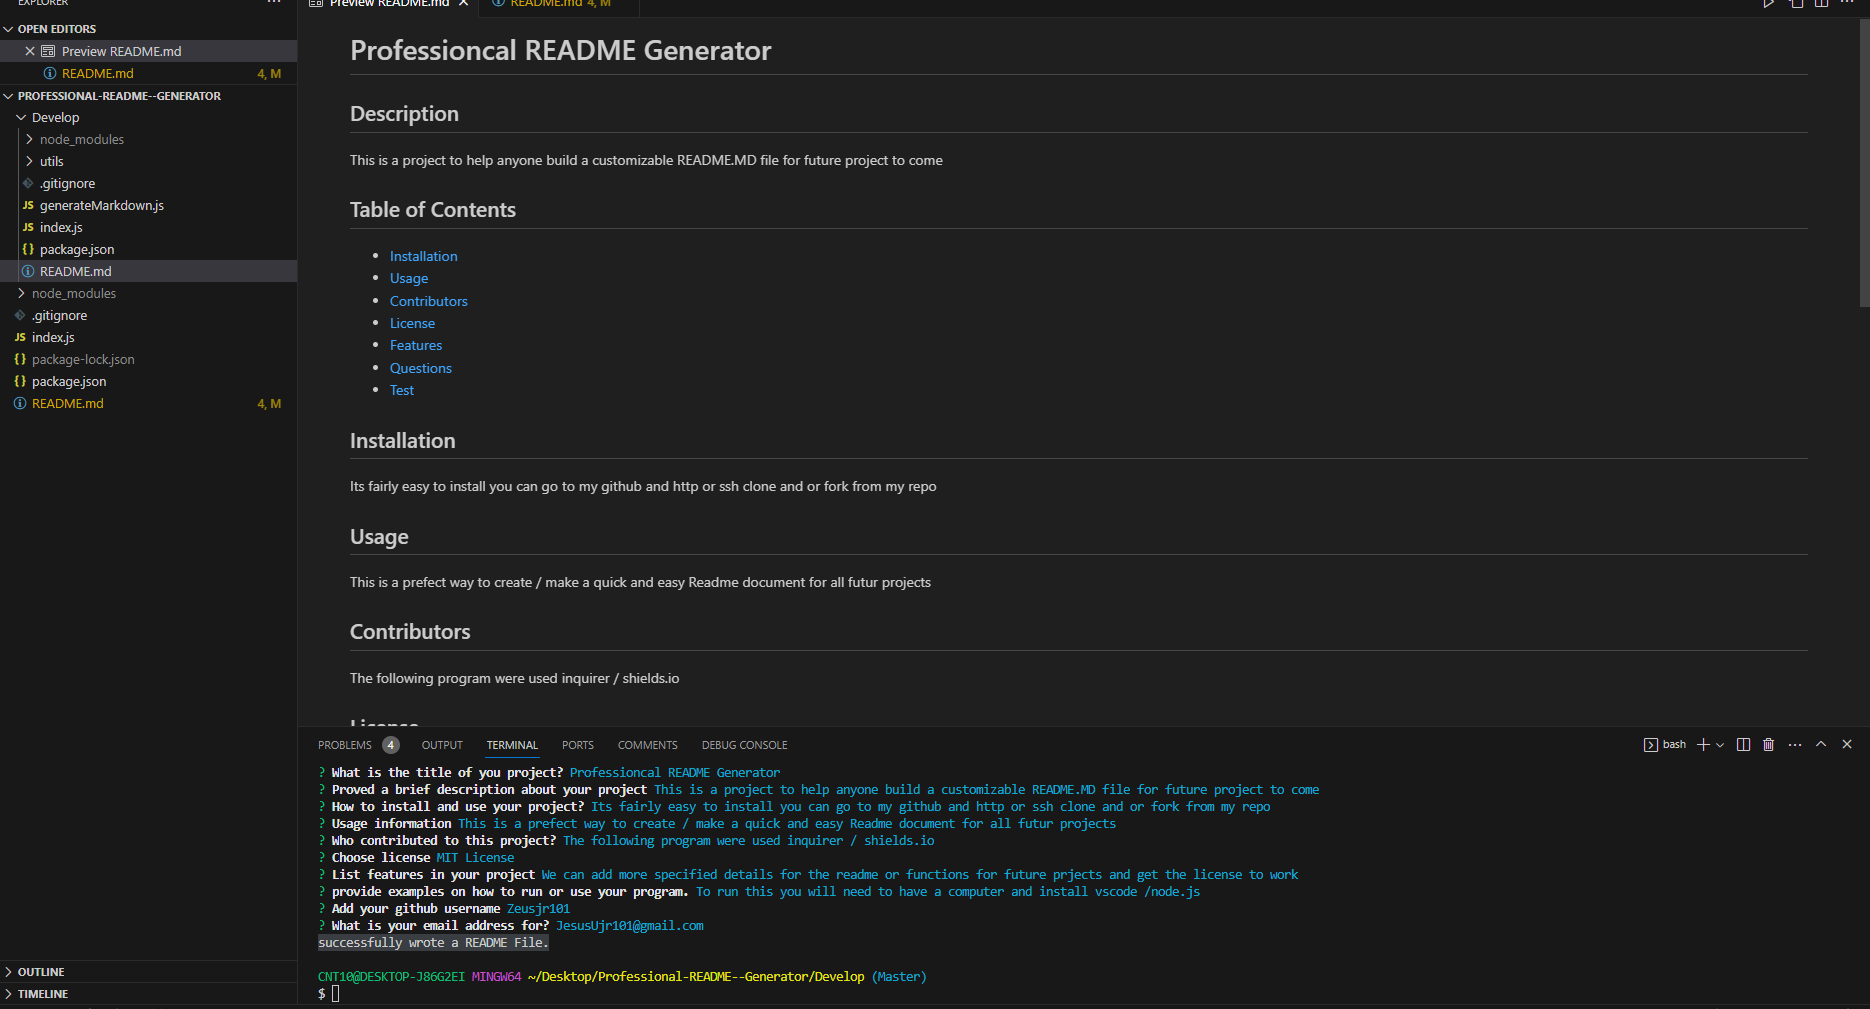 EXPLORER
Preview README.md
README.md 4, M
OPEN EDITORS
Preview README.md
README.md 4, M
PROFESSIONAL-README--GENERATOR
Develop
node_modules
utils
.gitignore
JS generateMarkdown.js
JS index.js
{} package.json
README.md
node_modules
.gitignore
JS index.js
{} package-lock.json
{} package.json
README.md 4, M
OUTLINE
TIMELINE
Professioncal README Generator
Description
This is a project to help anyone build a customizable README.MD file for future project to come
Table of Contents
• Installation
• Usage
• Contributors
• License
• Features
• Questions
• Test
Installation
Its fairly easy to install you can go to my github and http or ssh clone and or fork from my repo
Usage
This is a prefect way to create / make a quick and easy Readme document for all futur projects
Contributors
The following program were used inquirer / shields.io
License
PROBLEMS 4 OUTPUT TERMINAL PORTS COMMENTS DEBUG CONSOLE
bash
? What is the title of you project? Professioncal README Generator
? Proved a brief description about your project This is a project to help anyone build a customizable README.MD file for future project to come
? How to install and use your project? Its fairly easy to install you can go to my github and http or ssh clone and or fork from my repo
? Usage information This is a prefect way to create / make a quick and easy Readme document for all futur projects
? Who contributed to this project? The following program were used inquirer / shields.io
? Choose license MIT License
? List features in your project We can add more specified details for the readme or functions for future prjects and get the license to work
? provide examples on how to run or use your program. To run this you will need to have a computer and install vscode /node.js
? Add your github username Zeusjr101
? What is your email address for? JesusUjr101@gmail.com
successfully wrote a README File.
CNT10@DESKTOP-J86G2EI MINGW64 ~/Desktop/Professional-README--Generator/Develop (Master)
$